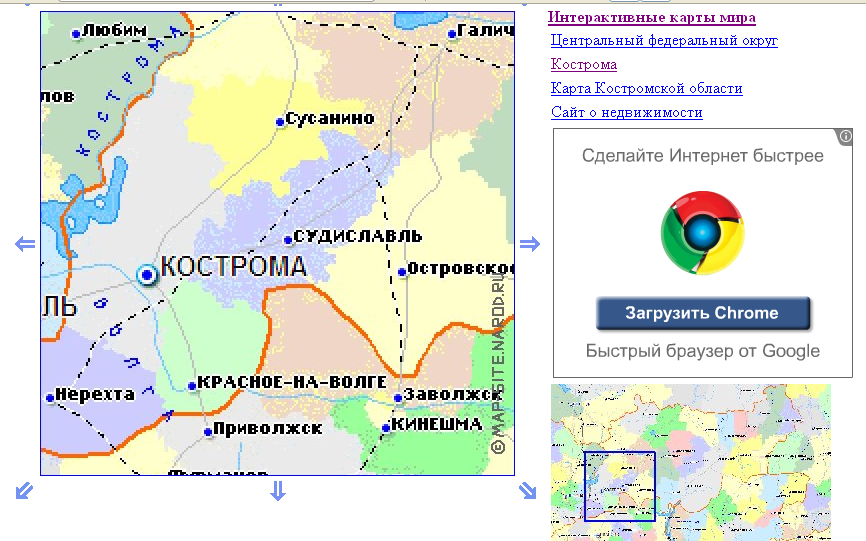 Любим
Галич
КОСТРОМА
лов
Сусанино
СУДИСЛАВЛЬ
КОСТРОМА
Островское
ЛЬ
КРАСНОЕ-НА-ВОЛГЕ
Нерехта
Заволжск
Приволжск
КИНЕШМА
© MAPSITE.NAROD.RU
Интерактивные карты мира
Центральный федеральный округ
Кострома
Карта Костромской области
Сайт о недвижимости
Сделайте Интернет быстрее
Загрузить Chrome
Быстрый браузер от Google